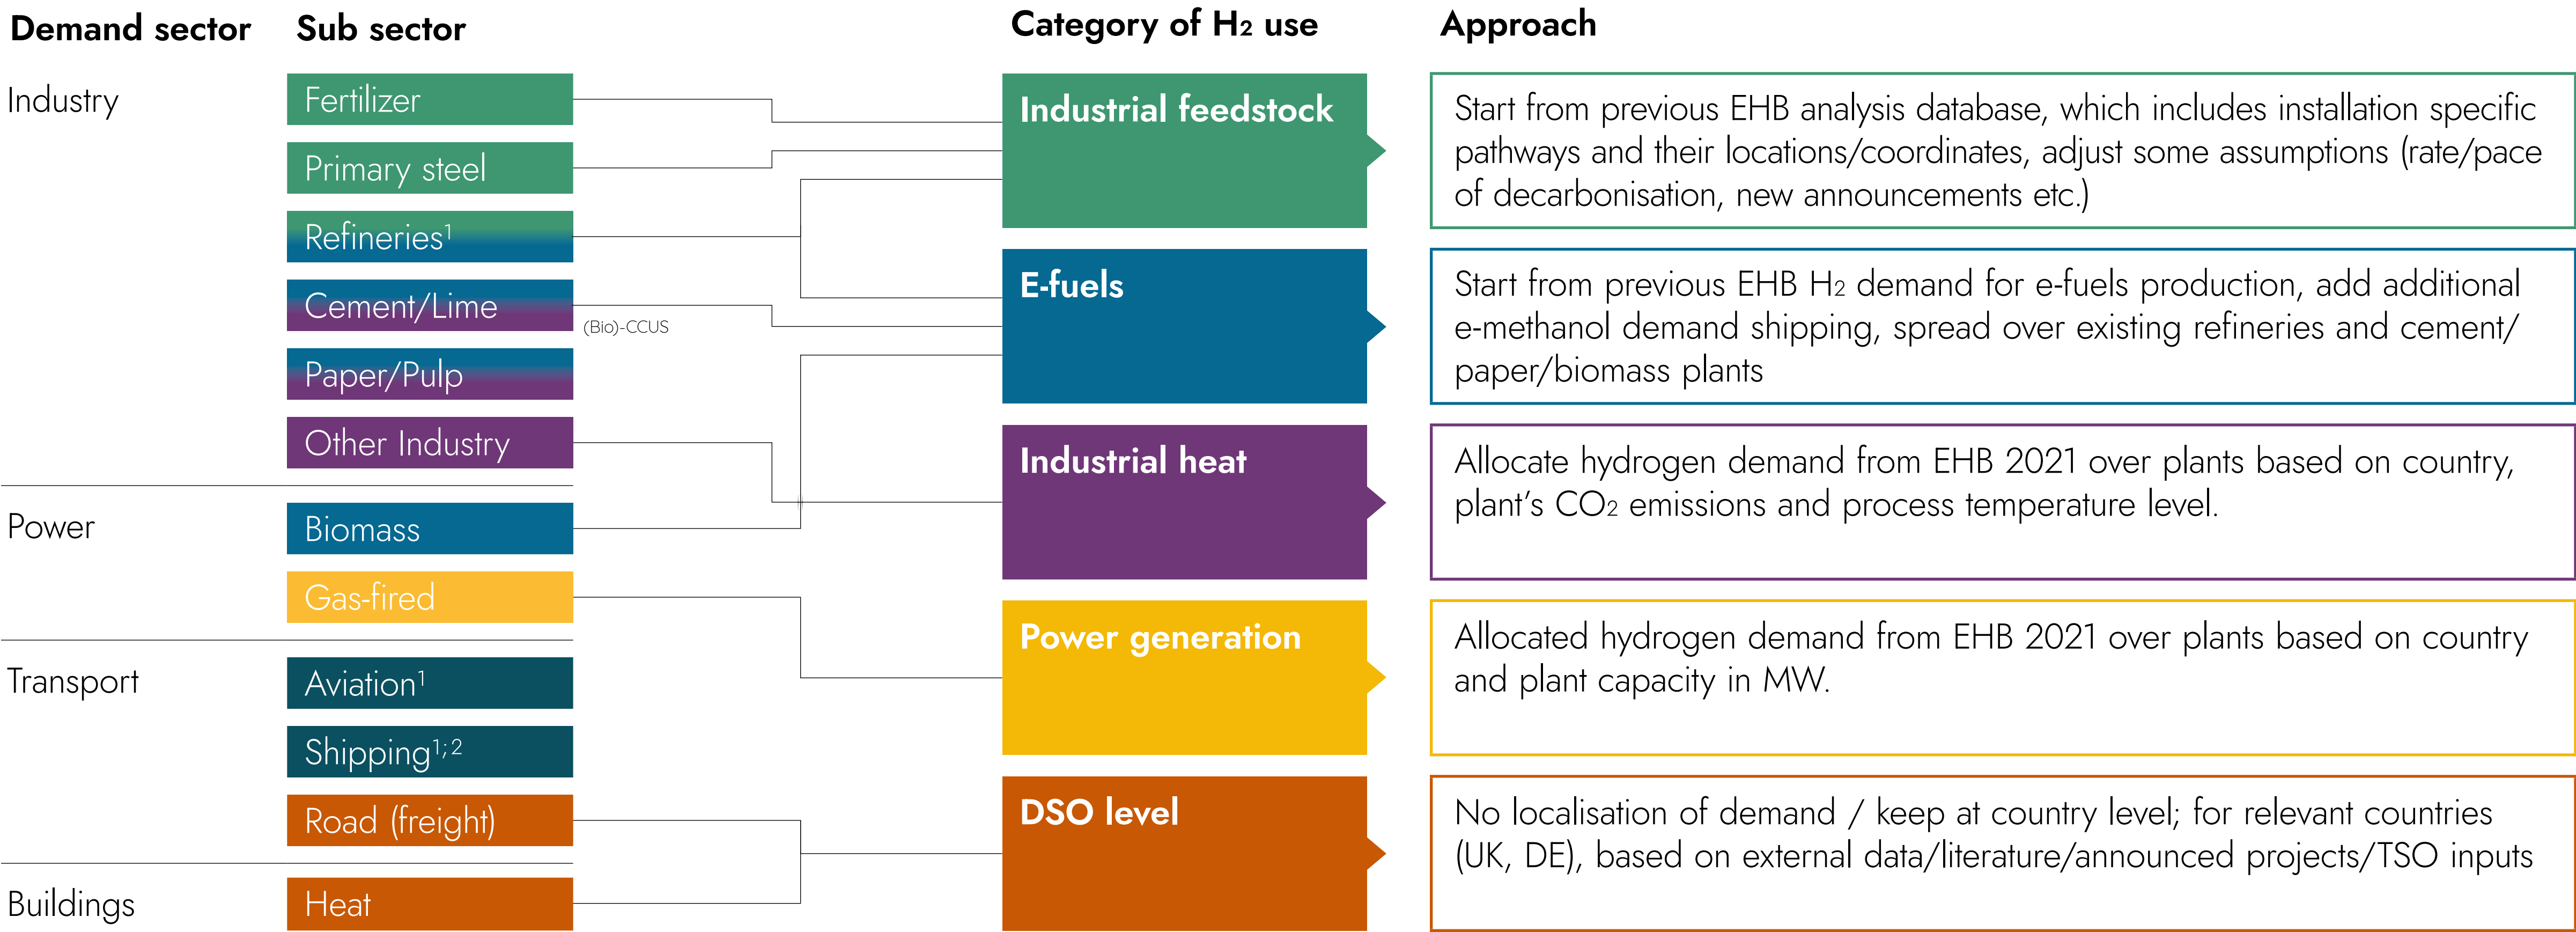 Demand sector
Sub sector
Category of H₂ use
Approach
Industry
Fertilizer
Primary steel
Refineries¹
Cement/Lime
(Bio)-CCUS
Paper/Pulp
Other Industry
Power
Biomass
Gas-fired
Transport
Aviation¹
Shipping¹;²
Road (freight)
Buildings
Heat
Industrial feedstock
Start from previous EHB analysis database, which includes installation specific
pathways and their locations/coordinates, adjust some assumptions (rate/pace
of decarbonisation, new announcements etc.)
E-fuels
Start from previous EHB H₂ demand for e-fuels production, add additional
e-methanol demand shipping, spread over existing refineries and cement/
paper/biomass plants
Industrial heat
Allocate hydrogen demand from EHB 2021 over plants based on country,
plant’s CO₂ emissions and process temperature level.
Power generation
Allocated hydrogen demand from EHB 2021 over plants based on country
and plant capacity in MW.
DSO level
No localisation of demand / keep at country level; for relevant countries
(UK, DE), based on external data/literature/announced projects/TSO inputs